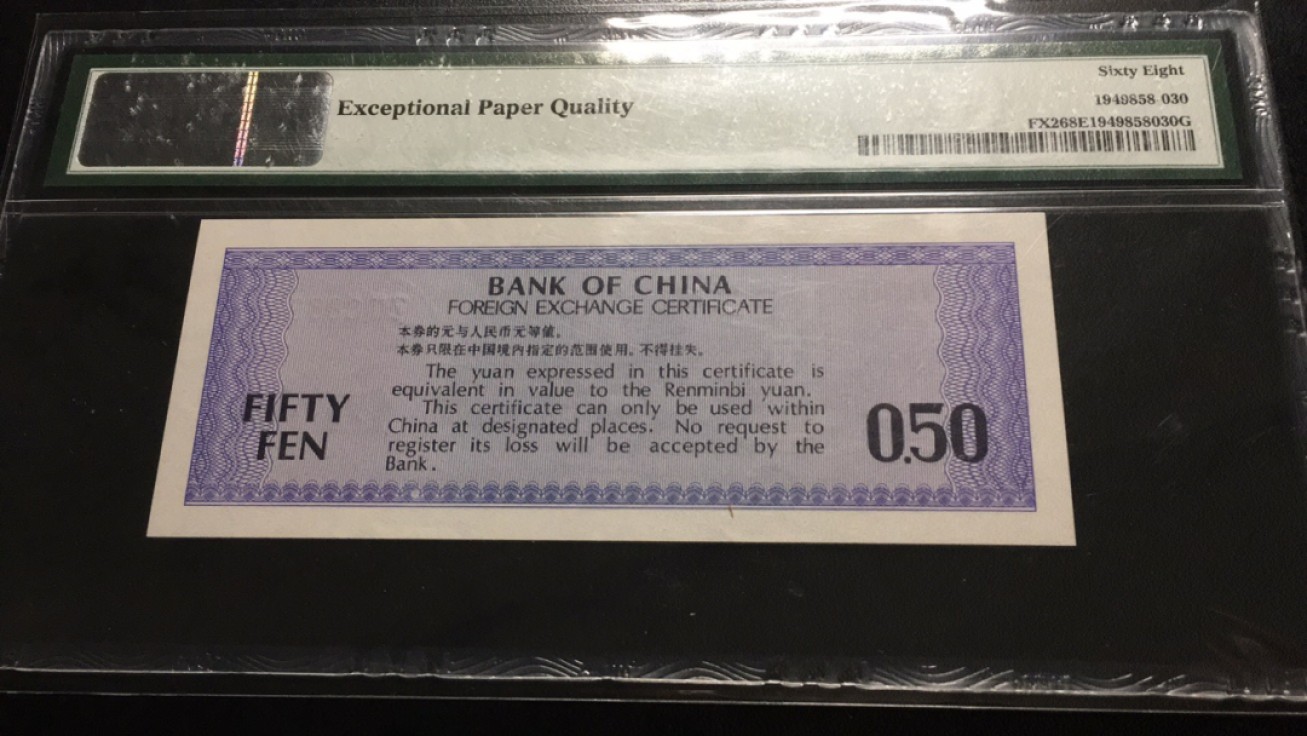 Exceptional Paper Quality
Sixty Eight
1949858-030
FX268E1949858030G
BANK OF CHINA
FOREIGN EXCHANGE CERTIFICATE
本券的元与人民币元等值。
本券只限在中国境内指定的范围使用。不得挂失。
The yuan expressed in this certificate is
equivalent in value to the Renminbi yuan.
This certificate can only be used within
China at designated places. No request to
register its loss will be accepted by the
Bank.
FIFTY
FEN
0.50